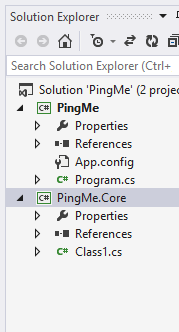 Solution Explorer
Search Solution Explorer (Ctrl+
Solution 'PingMe' (2 proje
PingMe
Properties
References
App.config
Program.cs
PingMe.Core
Properties
References
Class1.cs